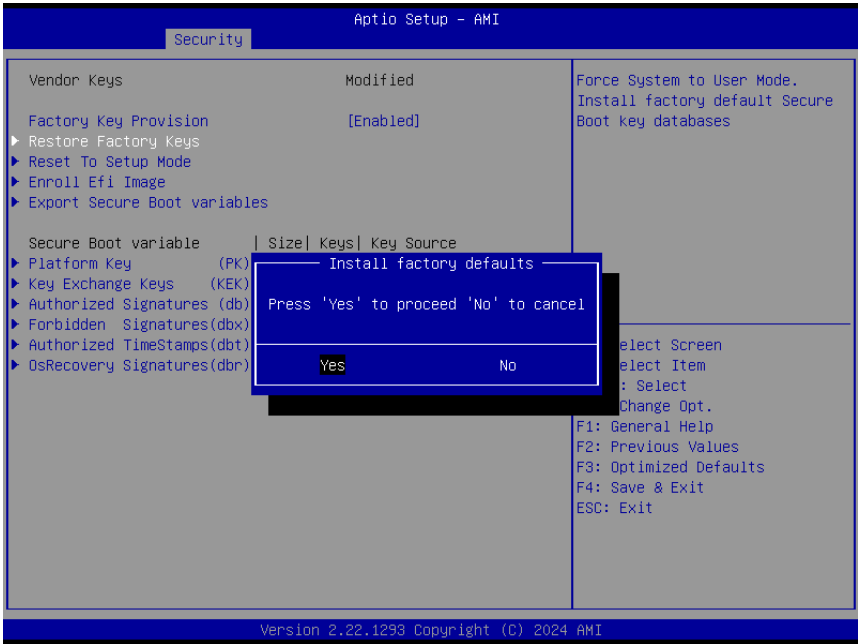 Aptio Setup – AMI
Security
Vendor Keys Modified
Factory Key Provision [Enabled]
Restore Factory Keys
Reset To Setup Mode
Enroll Efi Image
Export Secure Boot variables
Secure Boot variable | Size| Keys| Key Source
Platform Key (PK)
Key Exchange Keys (KEK)
Authorized Signatures (db)
Forbidden Signatures(dbx)
Authorized TimeStamps(dbt)
OsRecovery Signatures(dbr)
Install factory defaults
Press 'Yes' to proceed 'No' to cancel
Yes No
Force System to User Mode.
Install factory default Secure
Boot key databases
elect Screen
elect Item
: Select
Change Opt.
F1: General Help
F2: Previous Values
F3: Optimized Defaults
F4: Save & Exit
ESC: Exit
Version 2.22.1293 Copyright (C) 2024 AMI